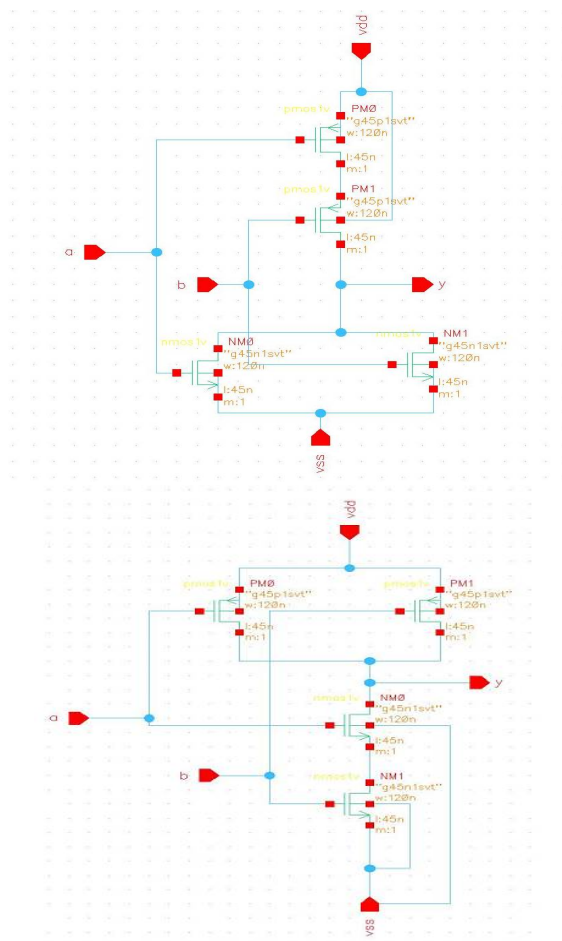 vdd
pmos1v
PM0
"g45p1svt"
w:120n
l:45n
m:1
pmos1v
PM1
"g45p1svt"
w:120n
l:45n
m:1
a
b
y
nmos1v
NM0
"g45n1svt"
w:120n
l:45n
m:1
nmos1v
NM1
"g45n1svt"
w:120n
l:45n
m:1
vss
vdd
pmos1v
PM0
"g45p1svt"
w:120n
l:45n
m:1
pmos1v
PM1
"g45p1svt"
w:120n
l:45n
m:1
y
nmos1v
NM0
"g45n1svt"
w:120n
l:45n
m:1
a
b
nmos1v
NM1
"g45n1svt"
w:120n
l:45n
m:1
vss